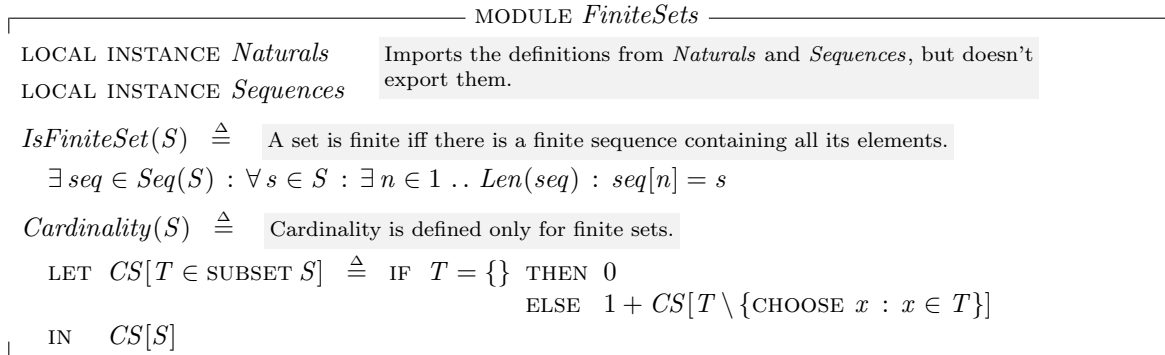 MODULE FiniteSets
LOCAL INSTANCE Naturals Imports the definitions from Naturals and Sequences, but doesn't
LOCAL INSTANCE Sequences export them.
IsFiniteSet(S) ≜ A set is finite iff there is a finite sequence containing all its elements.
∃ seq ∈ Seq(S) : ∀ s ∈ S : ∃ n ∈ 1 .. Len(seq) : seq[n] = s
Cardinality(S) ≜ Cardinality is defined only for finite sets.
LET CS[T ∈ SUBSET S] ≜ IF T = {} THEN 0
ELSE 1 + CS[T \ {CHOOSE x : x ∈ T}]
IN CS[S]